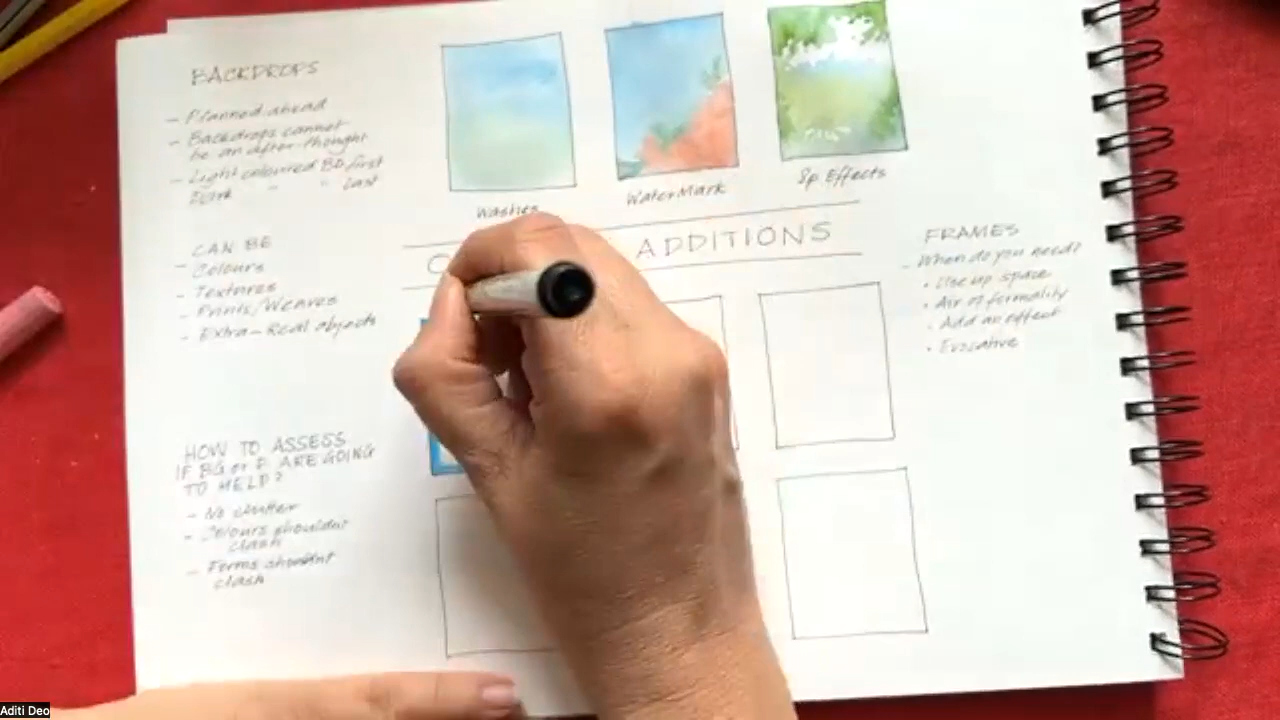 BACKDROPS
- Planned ahead
- Backdrops cannot
be an after-thought
- Light coloured BD first
Dark " " last
CAN BE
- Colours
- Textures
- Prints/Weaves
- Extra-Real objects
HOW TO ASSESS
IF BG or F ARE GOING
TO HELP?
- No clutter
- Colours shouldn't
clash
- Forms shouldn't
clash
Washes
WaterMark
Sp Effects
ADDITIONS
FRAMES
- When do you need?
• Use up space
• Air of formality
• Add an effect
• Evocative
Aditi Deo